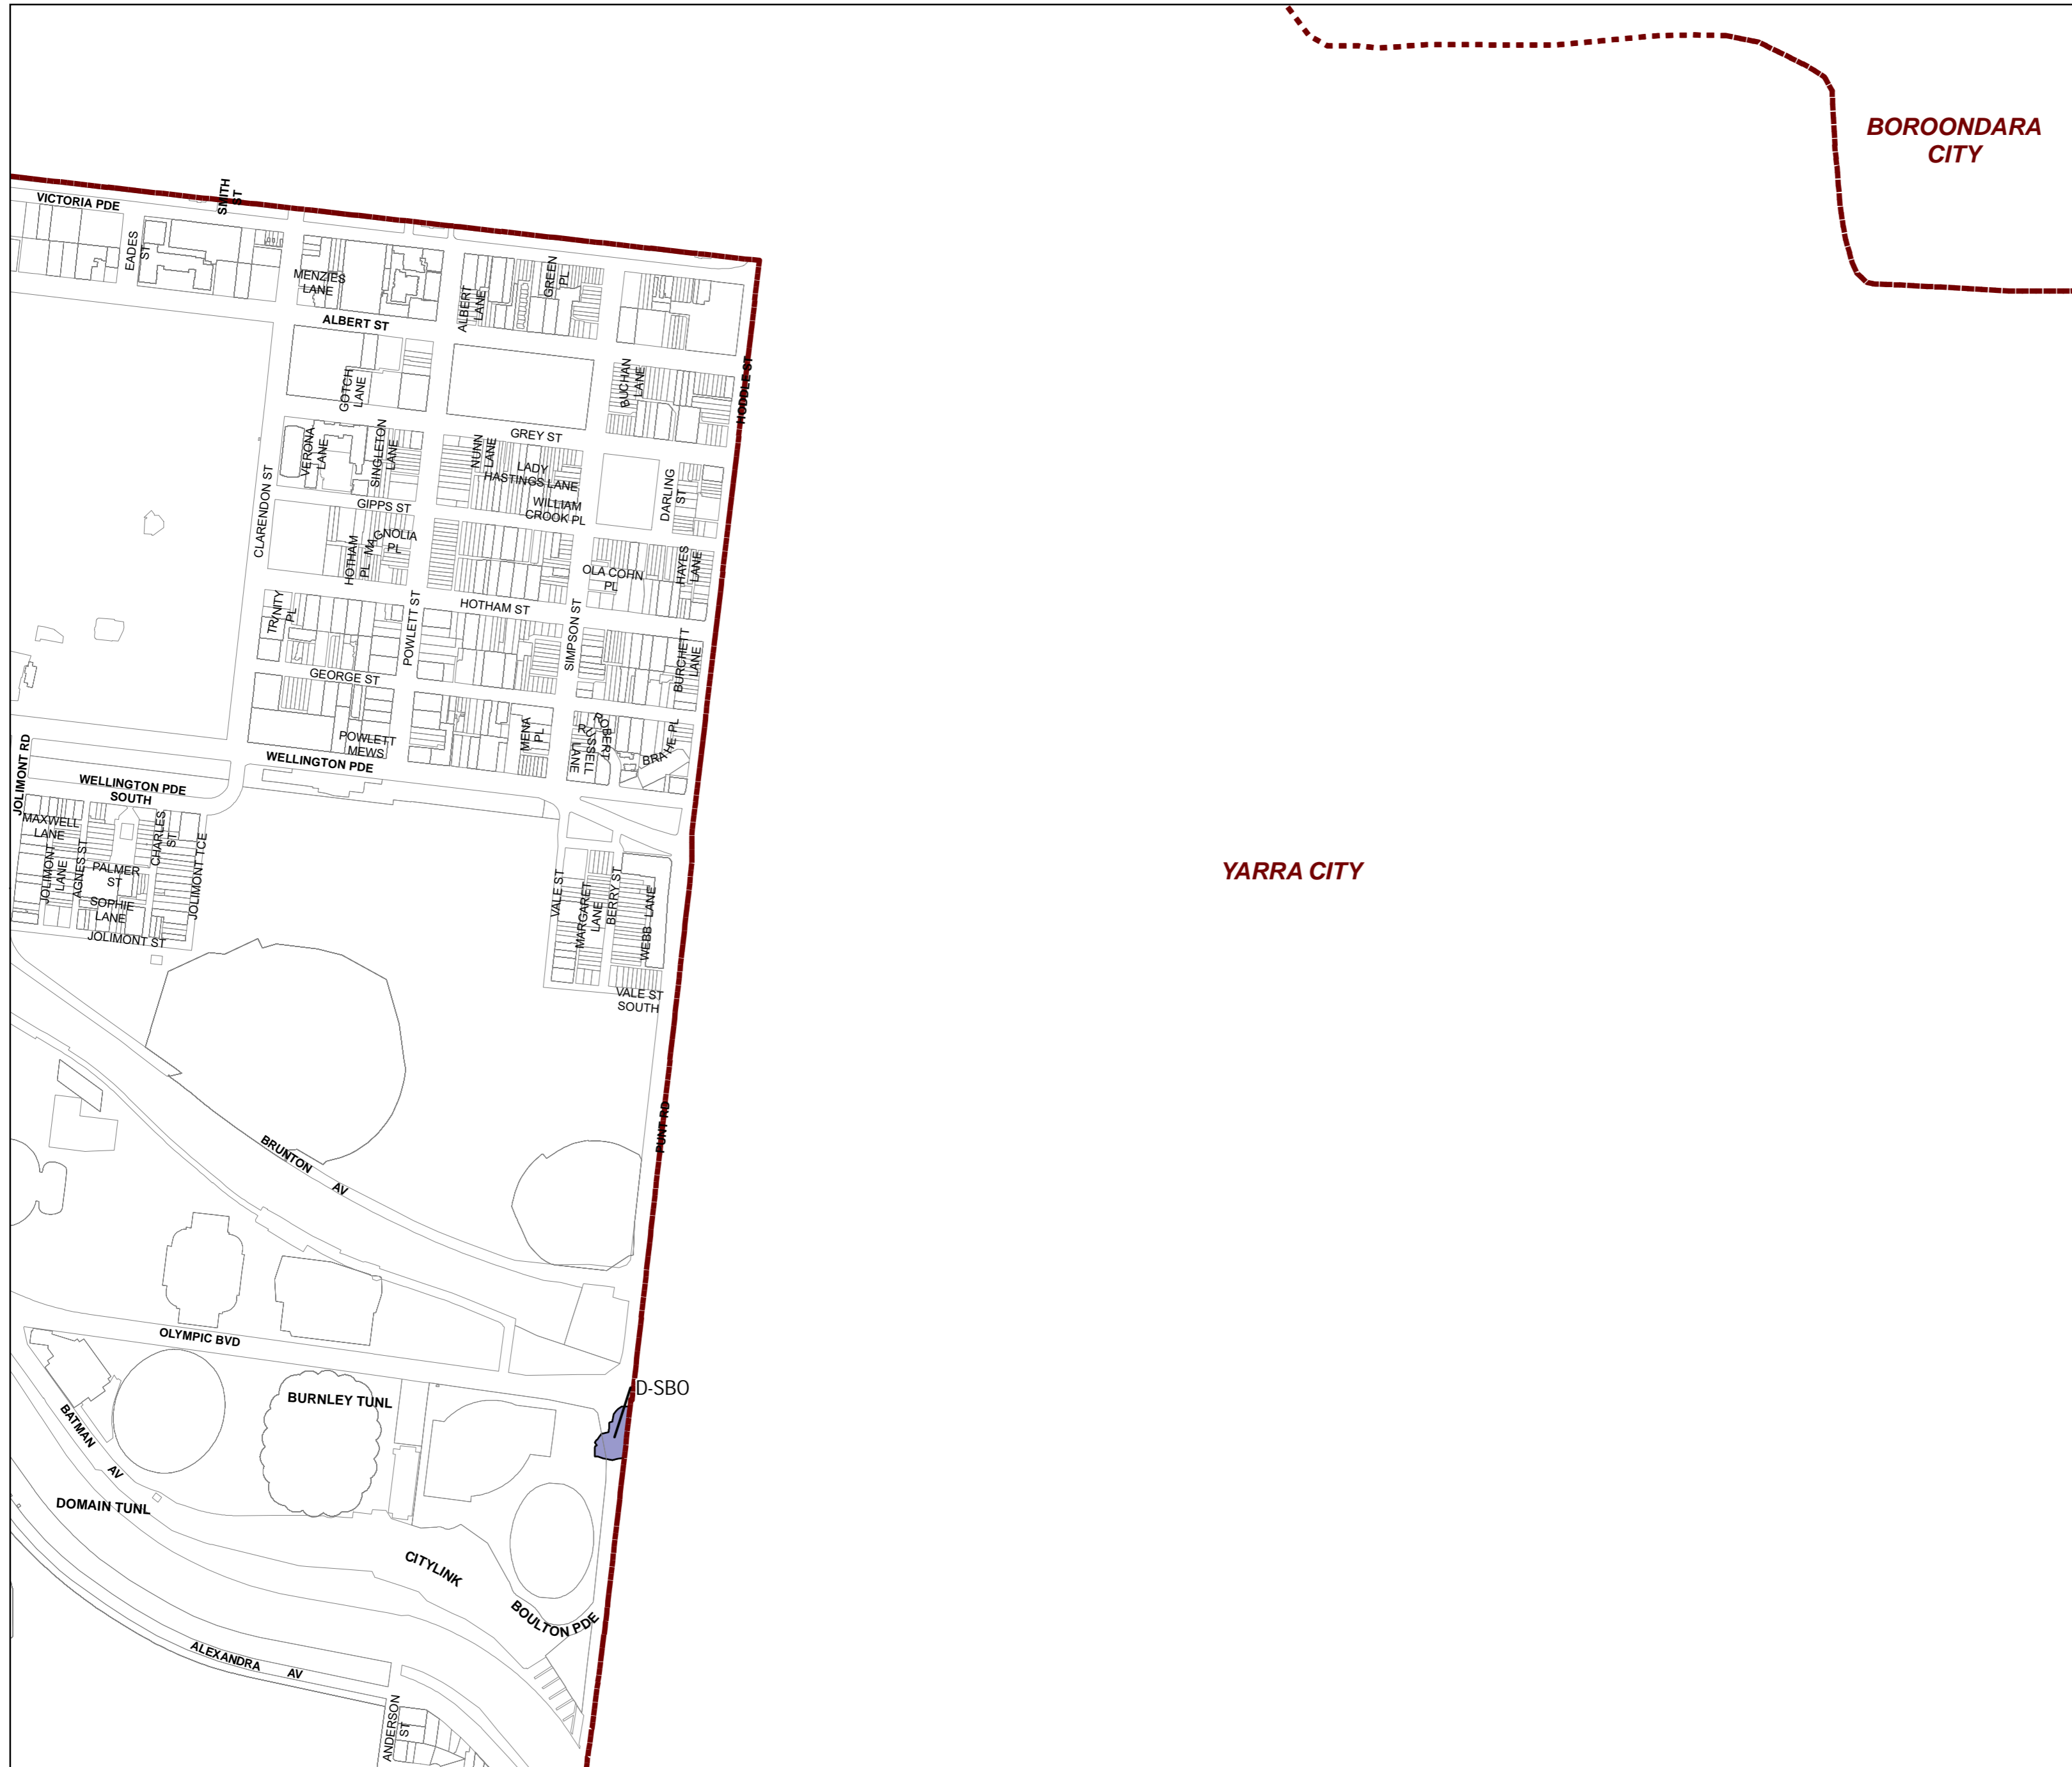 BOROONDARA
CITY
SMITH
ST
VICTORIA PDE
EADES
ST
MENZIES
LANE
ALBERT
LANE
GREEN
PL
ALBERT ST
GOTCH
LANE
BUCHAN
LANE
HODDLE ST
GREY ST
VERONA
LANE
SINGLETON
LANE
NUNN
LANE
LADY
HASTINGS LANE
WILLIAM
CROOK PL
DARLING
ST
CLARENDON ST
GIPPS ST
HOTHAM
PL
MAGNOLIA
PL
OLA COHN
PL
HAYES
LANE
TRINITY
PL
POWLETT ST
HOTHAM ST
SIMPSON ST
BURCHETT
LANE
GEORGE ST
POWLETT
MEWS
MENA
PL
ROBERT
RUSSELL
LANE
BRAHE PL
JOLIMONT RD
WELLINGTON PDE
WELLINGTON PDE
SOUTH
MAXWELL
LANE
JOLIMONT
LANE
AGNES ST
PALMER
ST
SOPHIE
LANE
CHARLES
ST
JOLIMONT TCE
JOLIMONT ST
VALE ST
MARGARET
LANE
BERRY ST
WEBB LANE
VALE ST
SOUTH
YARRA CITY
PUNT RD
BRUNTON AV
OLYMPIC BVD
D-SBO
BURNLEY TUNL
BATMAN AV
DOMAIN TUNL
CITYLINK
BOULTON PDE
ALEXANDRA AV
ANDERSON
ST